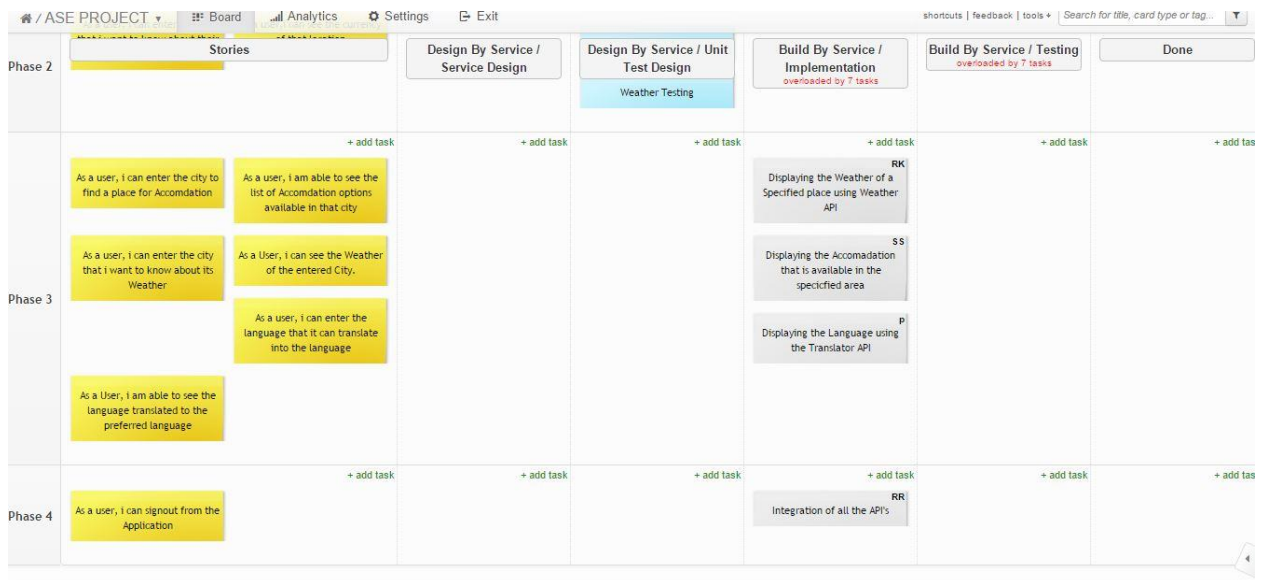 / ASE PROJECT
Board
Analytics
Settings
Exit
shortcuts | feedback | tools +
Search for title, card type or tag...
that i want to know about their
of that location
Stories
Design By Service /
Service Design
Design By Service / Unit
Test Design
Build By Service /
Implementation
overloaded by 7 tasks
Build By Service / Testing
overloaded by 7 tasks
Done
Phase 2
Weather Testing
+ add task
+ add task
+ add task
+ add task
+ add task
+ add tas
Phase 3
As a user, i can enter the city to
find a place for Accomdation
As a user, i am able to see the
list of Accomdation options
available in that city
As a user, i can enter the city
that i want to know about its
Weather
As a User, i can see the Weather
of the entered City.
As a user, i can enter the
language that it can translate
into the language
As a User, i am able to see the
language translated to the
preferred language
RK
Displaying the Weather of a
Specified place using Weather
API
SS
Displaying the Accomadation
that is available in the
specicfied area
P
Displaying the Language using
the Translator API
+ add task
+ add task
+ add task
+ add task
+ add task
+ add tas
Phase 4
As a user, i can signout from the
Application
RR
Integration of all the API's